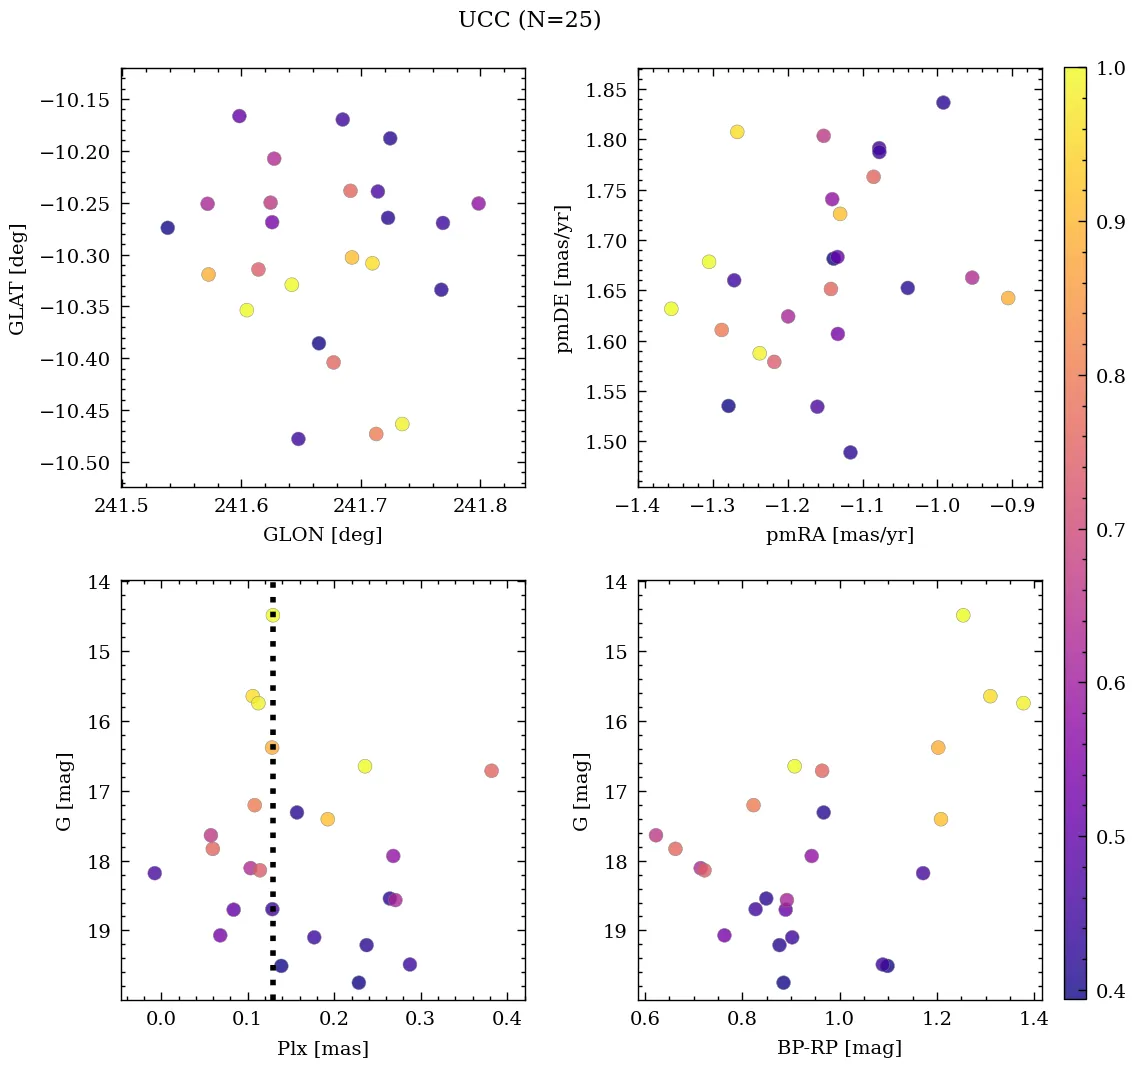 UCC (N=25)
−10.15
−10.20
−10.25
−10.30
−10.35
−10.40
−10.45
−10.50
GLAT [deg]
241.5 241.6 241.7 241.8
GLON [deg]
1.85
1.80
1.75
1.70
1.65
1.60
1.55
1.50
pmDE [mas/yr]
−1.4 −1.3 −1.2 −1.1 −1.0 −0.9
pmRA [mas/yr]
14
15
16
17
18
19
G [mag]
0.0 0.1 0.2 0.3 0.4
Plx [mas]
14
15
16
17
18
19
G [mag]
0.6 0.8 1.0 1.2 1.4
BP-RP [mag]
1.0
0.9
0.8
0.7
0.6
0.5
0.4